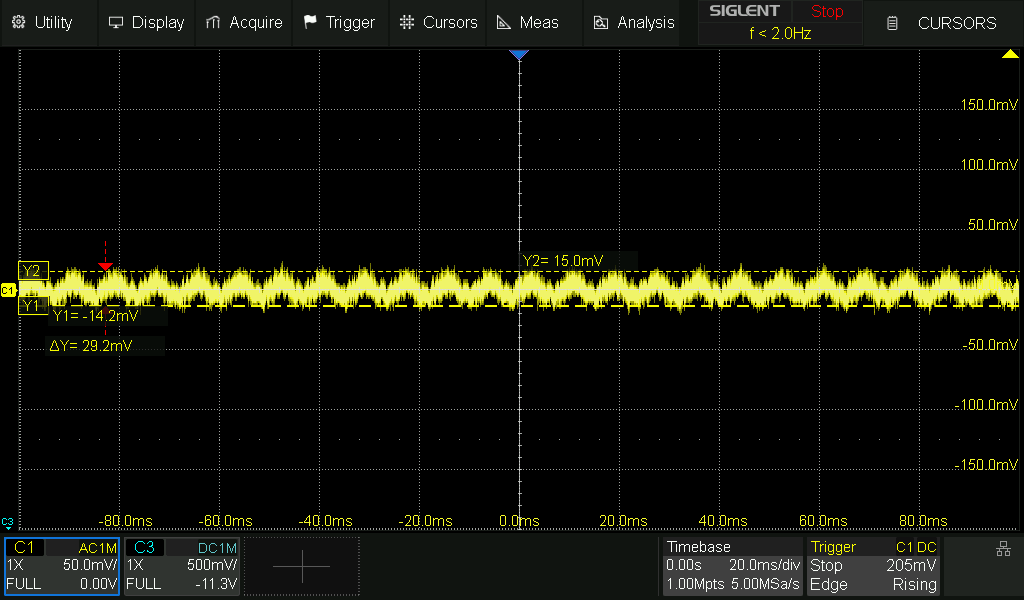 Utility Display Acquire Trigger Cursors Meas Analysis SIGLENT Stop CURSORS
f < 2.0Hz
150.0mV
100.0mV
50.0mV
Y2= 15.0mV
Y2
C1
Y1
Y1= -14.2mV
ΔY= 29.2mV
-50.0mV
-100.0mV
-150.0mV
C3 -80.0ms -60.0ms -40.0ms -20.0ms 0.0ms 20.0ms 40.0ms 60.0ms 80.0ms
C1 AC1M
1X 50.0mV/
FULL 0.00V
C3 DC1M
1X 500mV/
FULL -11.3V
Timebase
0.00s 20.0ms/div
1.00Mpts 5.00MSa/s
Trigger C1 DC
Stop 205mV
Edge Rising